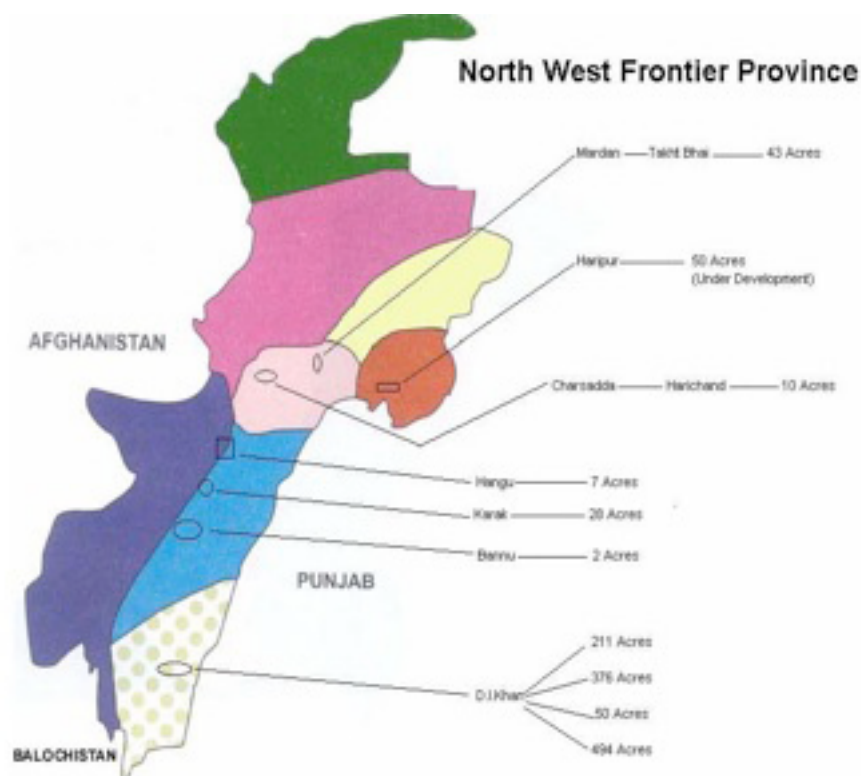 North West Frontier Province
Mardan Takht Bhai 43 Acres
Haripur 50 Acres
(Under Development)
AFGHANISTAN
Charsadda Harichand 10 Acres
Hangu 7 Acres
Karak 28 Acres
Bannu 2 Acres
PUNJAB
211 Acres
376 Acres
D.I.Khan
50 Acres
494 Acres
BALOCHISTAN